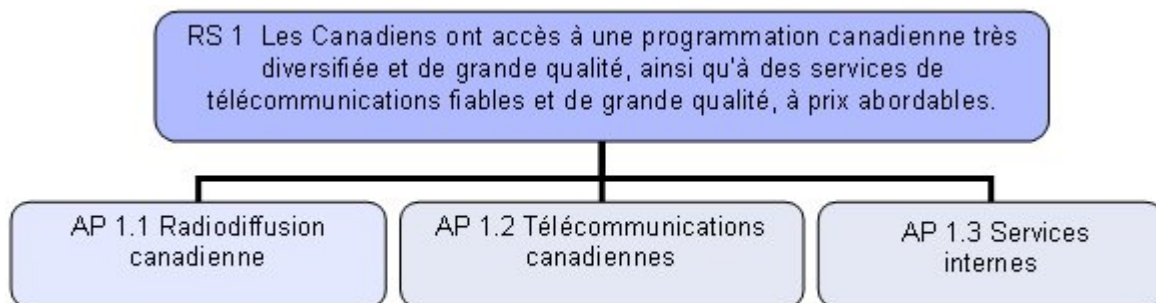 RS 1  Les Canadiens ont accès à une programmation canadienne très
diversifiée et de grande qualité, ainsi qu'à des services de
télécommunications fiables et de grande qualité, à prix abordables.
AP 1.1 Radiodiffusion
canadienne
AP 1.2 Télécommunications
canadiennes
AP 1.3 Services
internes